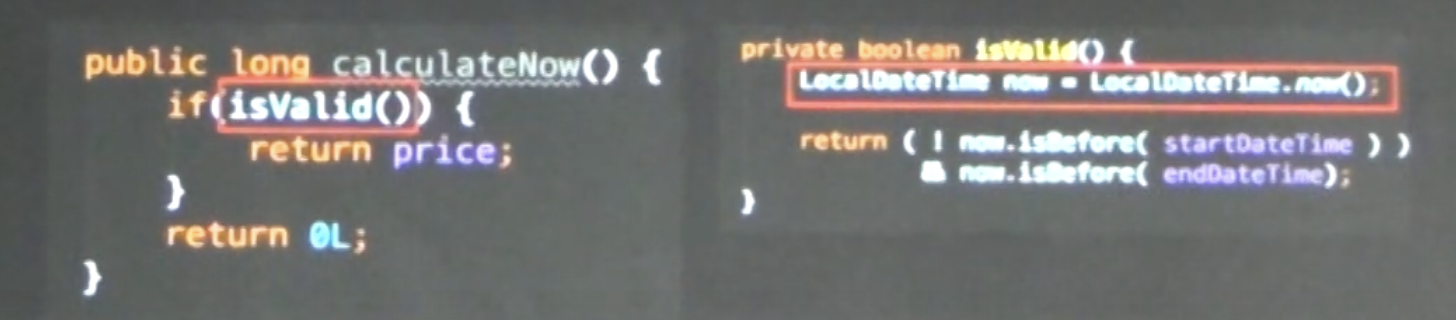 public long calculateNow() {
if(isValid()) {
return price;
}
return 0L;
}
private boolean isValid() {
LocalDateTime now = LocalDateTime.now();
return ( ! now.isBefore( startDateTime ) )
&& now.isBefore( endDateTime);
}